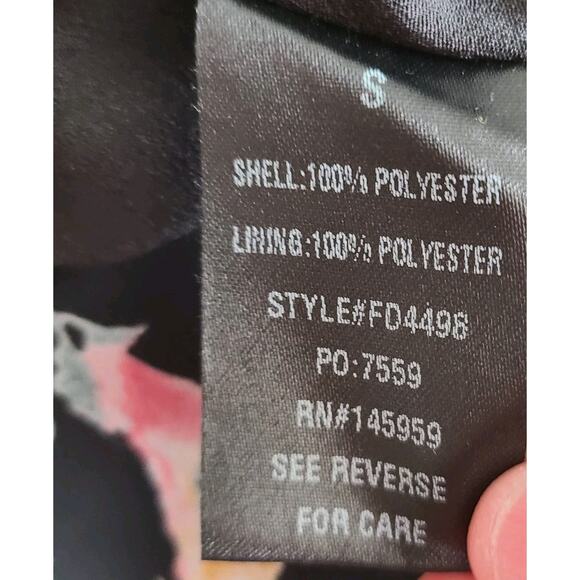 S
SHELL:100% POLYESTER
LINING:100% POLYESTER
STYLE#FD4498
PO:7559
RN#145959
SEE REVERSE
FOR CARE